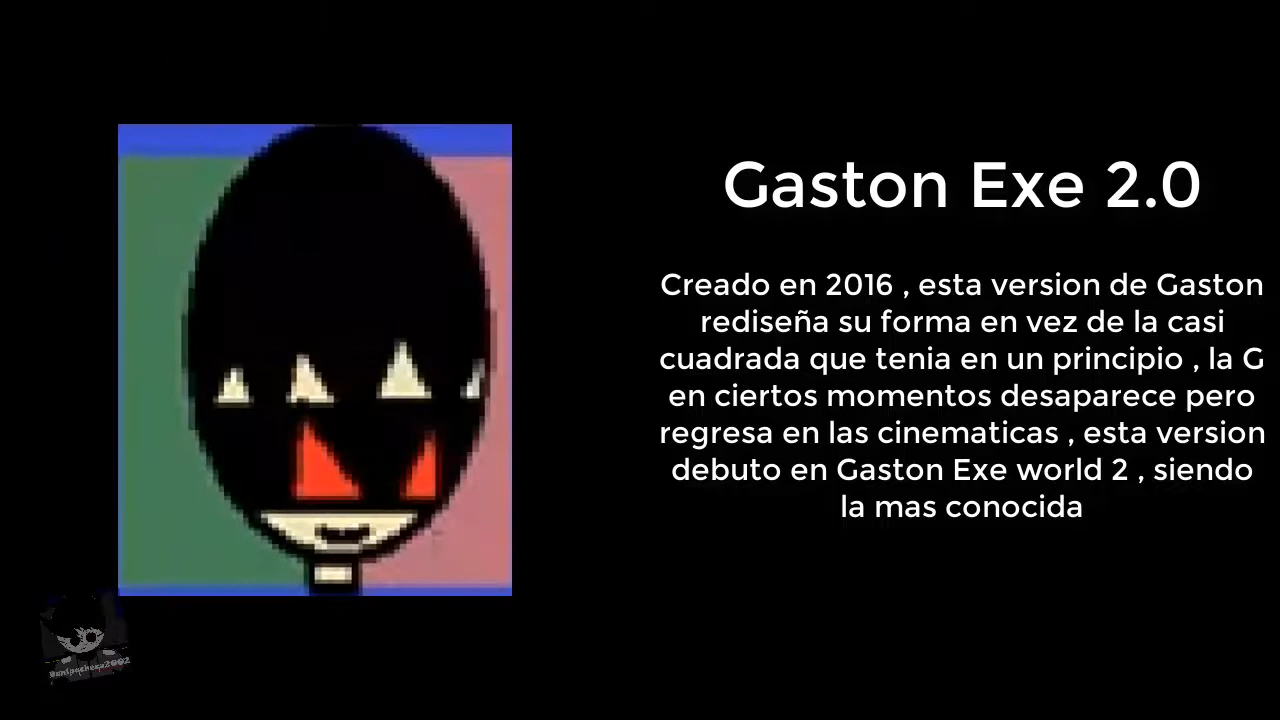 Gaston Exe 2.0
Creado en 2016 , esta version de Gaston
rediseña su forma en vez de la casi
cuadrada que tenia en un principio , la G
en ciertos momentos desaparece pero
regresa en las cinematicas , esta version
debuto en Gaston Exe world 2 , siendo
la mas conocida